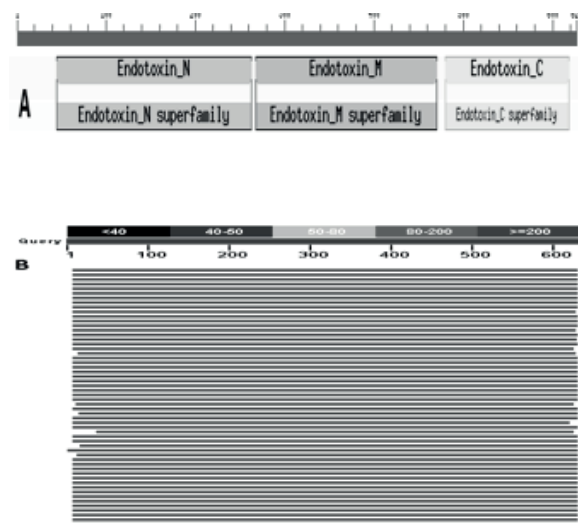 Endotoxin_N Endotoxin_M Endotoxin_C
A
Endotoxin_N superfamily Endotoxin_M superfamily Endotoxin_C superfamily
<40 40-50 50-80 80-200 >=200
Query
1 100 200 300 400 500 600
B